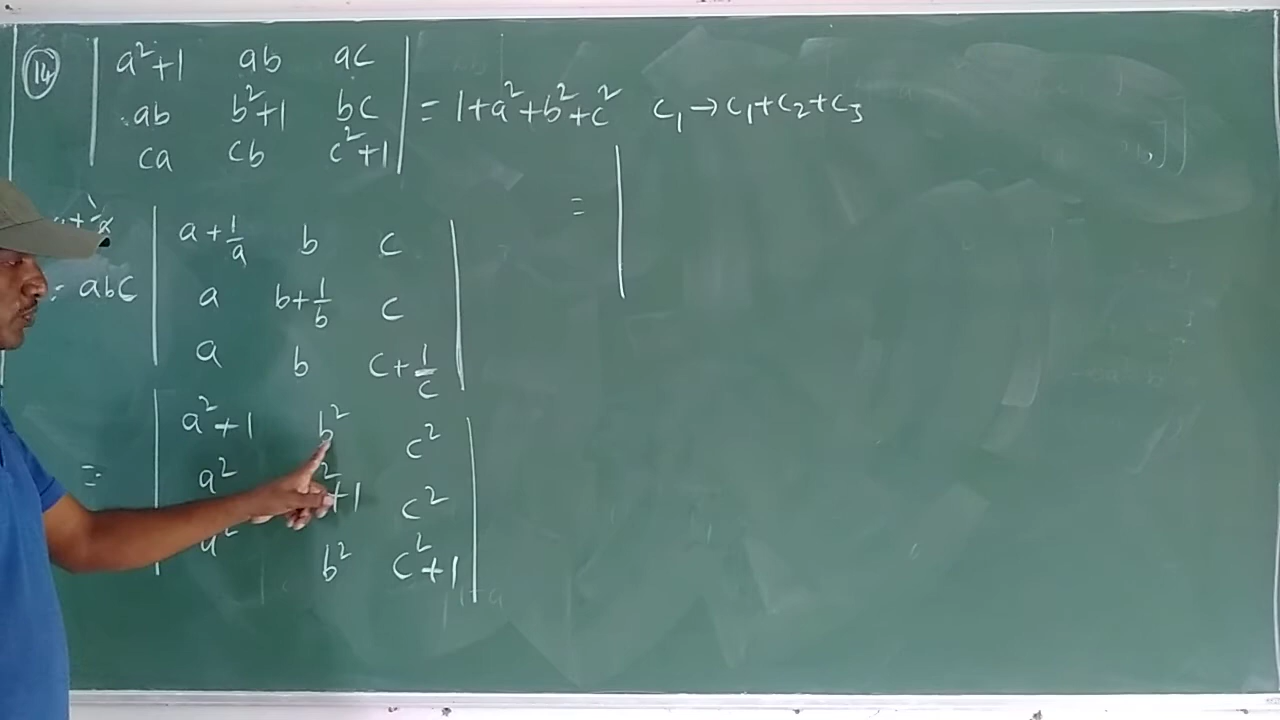 14 | a²+1 ab ac |
| ab b²+1 bc | = 1+a²+b²+c² C₁→C₁+C₂+C₃
| ca cb c²+1 |
= |
| a+1/a b c |
= abc | a b+1/b c |
| a b c+1/c |
| a²+1 b² c² |
= | a² ²+1 c² |
| a² b² c²+1 |